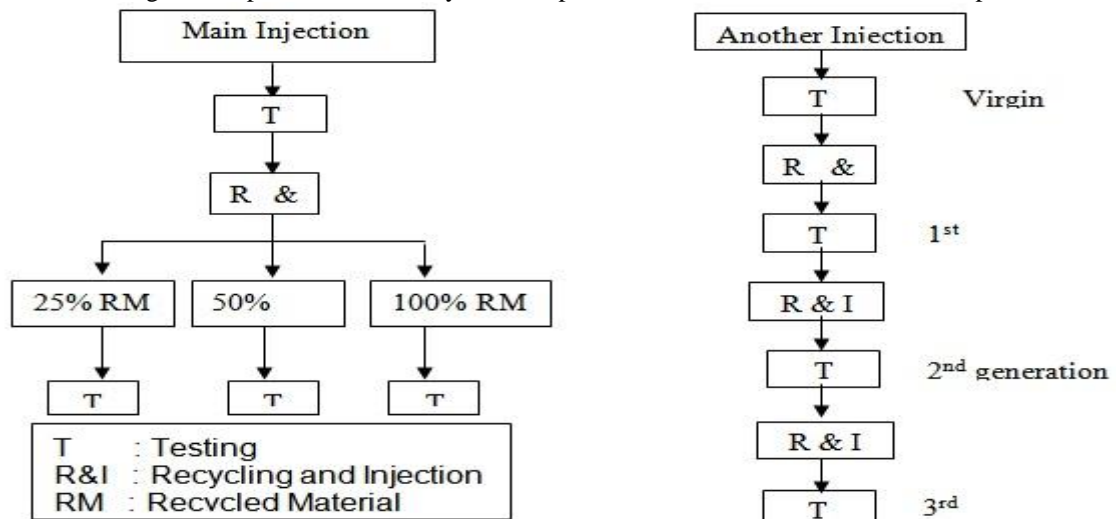 Main Injection
T
R &
25% RM
50%
100% RM
T
T
T
T : Testing
R&I : Recycling and Injection
RM : Recycled Material
Another Injection
T
Virgin
R &
T
1st
R & I
T
2nd generation
R & I
T
3rd